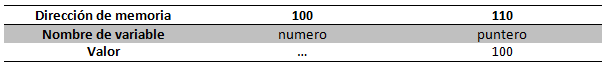 Dirección de memoria 100 110
Nombre de variable numero puntero
Valor ... 100